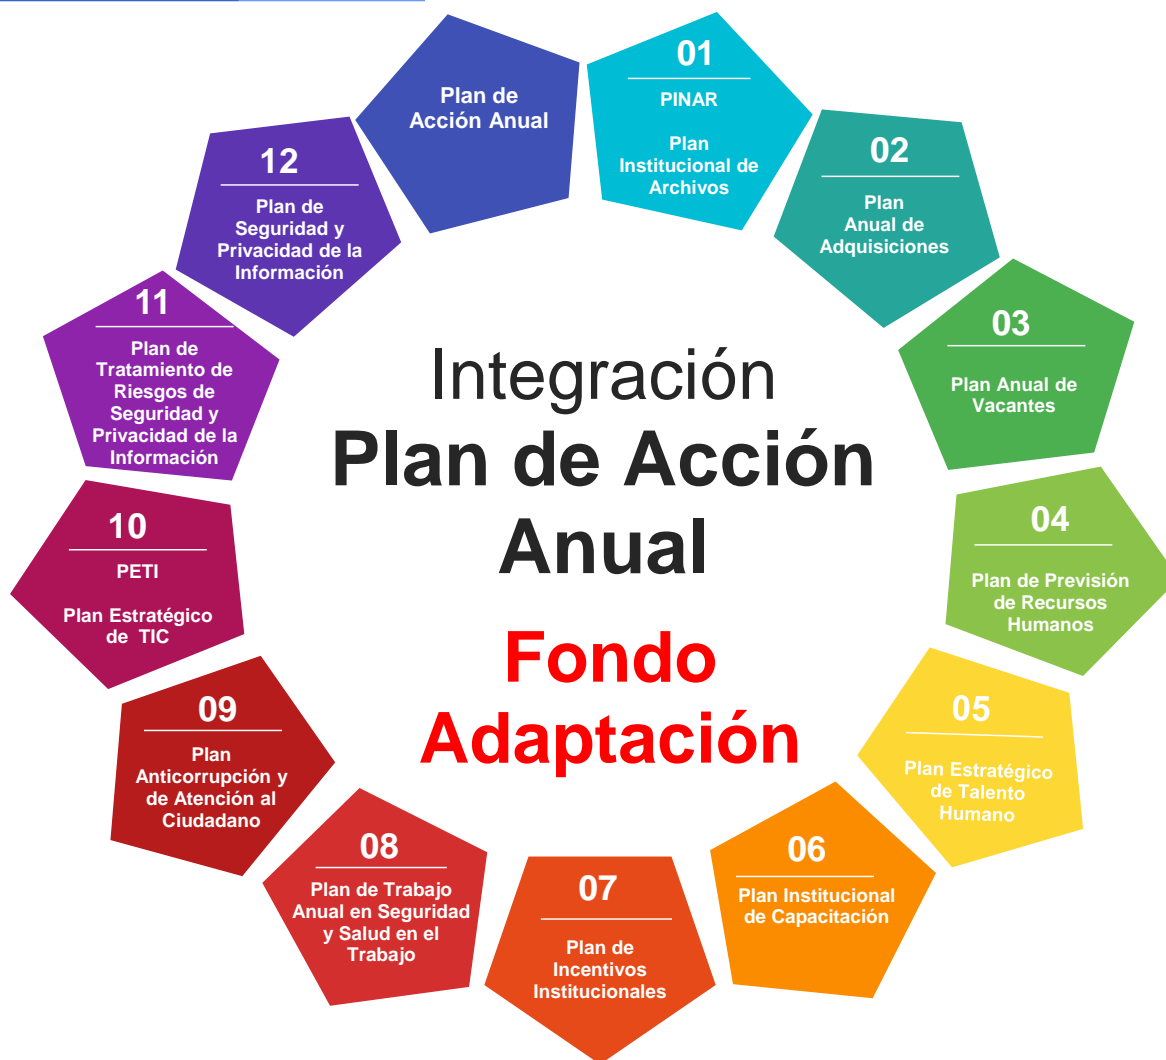 Plan de
Acción Anual
01
PINAR
Plan
Institucional de
Archivos
02
Plan
Anual de
Adquisiciones
03
Plan Anual de
Vacantes
04
Plan de Previsión
de Recursos
Humanos
05
Plan Estratégico
de Talento
Humano
06
Plan Institucional
de Capacitación
07
Plan de
Incentivos
Institucionales
08
Plan de Trabajo
Anual en Seguridad
y Salud en el
Trabajo
09
Plan
Anticorrupción y
de Atención al
Ciudadano
10
PETI
Plan Estratégico
de TIC
11
Plan de
Tratamiento de
Riesgos de
Seguridad y
Privacidad de la
Información
12
Plan de
Seguridad y
Privacidad de la
Información
Integración
Plan de Acción
Anual
Fondo
Adaptación